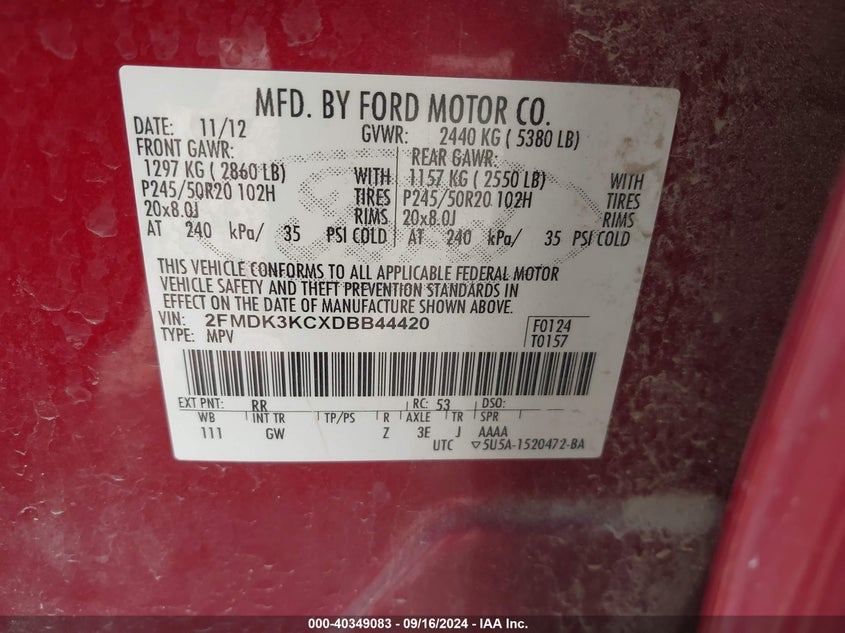 MFD. BY FORD MOTOR CO.
DATE: 11/12 GVWR: 2440 KG ( 5380 LB)
FRONT GAWR: REAR GAWR:
1297 KG ( 2860 LB) WITH 1157 KG ( 2550 LB) WITH
P245/50R20 102H TIRES P245/50R20 102H TIRES
20x8.0J RIMS 20x8.0J RIMS
AT 240 kPa/ 35 PSI COLD AT 240 kPa/ 35 PSI COLD
THIS VEHICLE CONFORMS TO ALL APPLICABLE FEDERAL MOTOR
VEHICLE SAFETY AND THEFT PREVENTION STANDARDS IN
EFFECT ON THE DATE OF MANUFACTURE SHOWN ABOVE.
VIN: 2FMDK3KCXDBB44420 F0124
TYPE: MPV T0157
EXT PNT: RR RC: 53 DSO:
WB INT TR TP/PS R AXLE TR SPR
111 GW Z 3E J AAAA
UTC ▽5U5A-1520472-BA
000-40349083 - 09/16/2024 - IAA Inc.